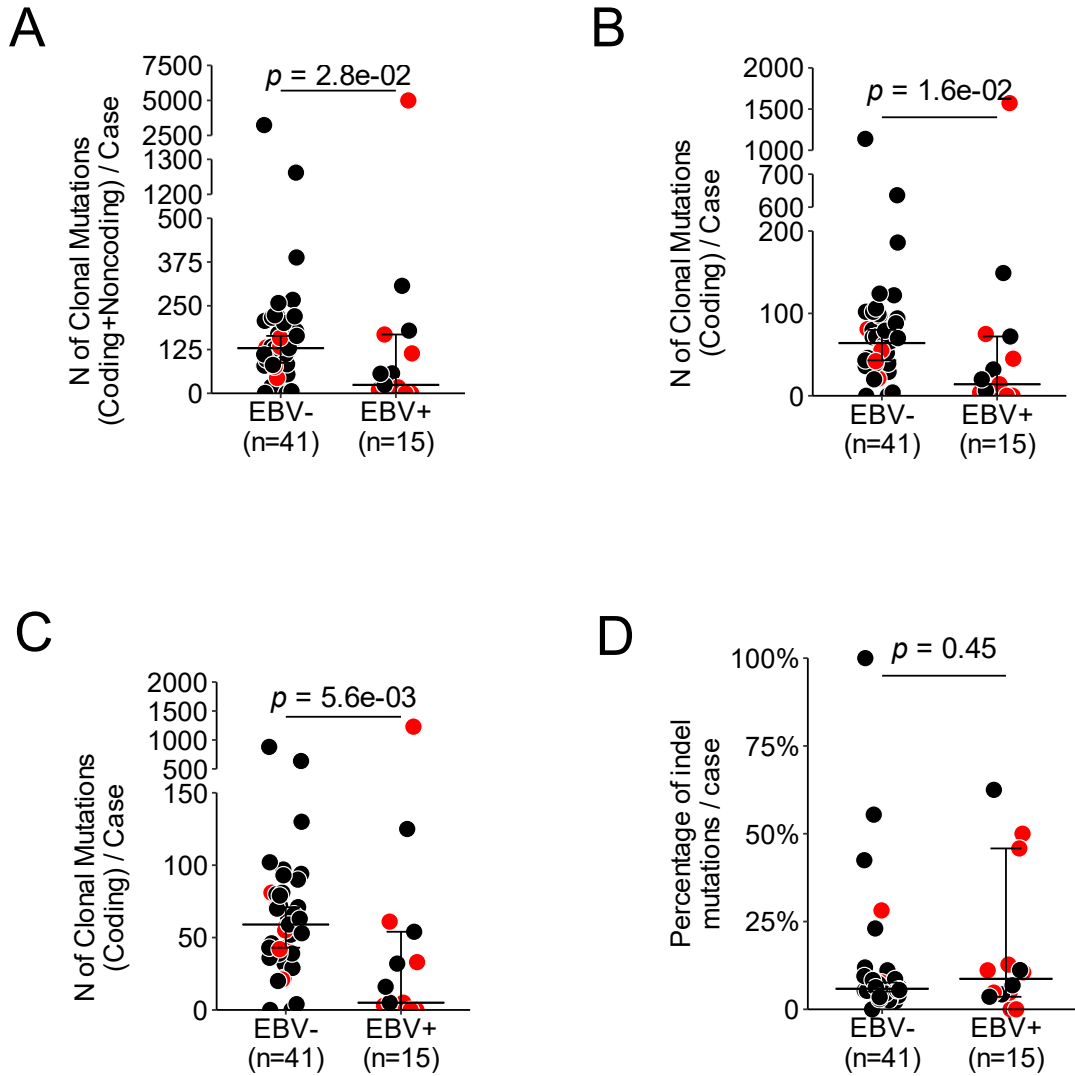 A
N of Clonal Mutations
(Coding+Noncoding) / Case
7500
5000
2500
1300
1200
500
375
250
125
0
p = 2.8e-02
EBV-
(n=41)
EBV+
(n=15)
B
N of Clonal Mutations
(Coding) / Case
2000
1500
1000
700
600
200
100
0
p = 1.6e-02
EBV-
(n=41)
EBV+
(n=15)
C
N of Clonal Mutations
(Coding) / Case
2000
1500
1000
500
150
100
50
0
p = 5.6e-03
EBV-
(n=41)
EBV+
(n=15)
D
Percentage of indel
mutations / case
100%
75%
50%
25%
0
p = 0.45
EBV-
(n=41)
EBV+
(n=15)